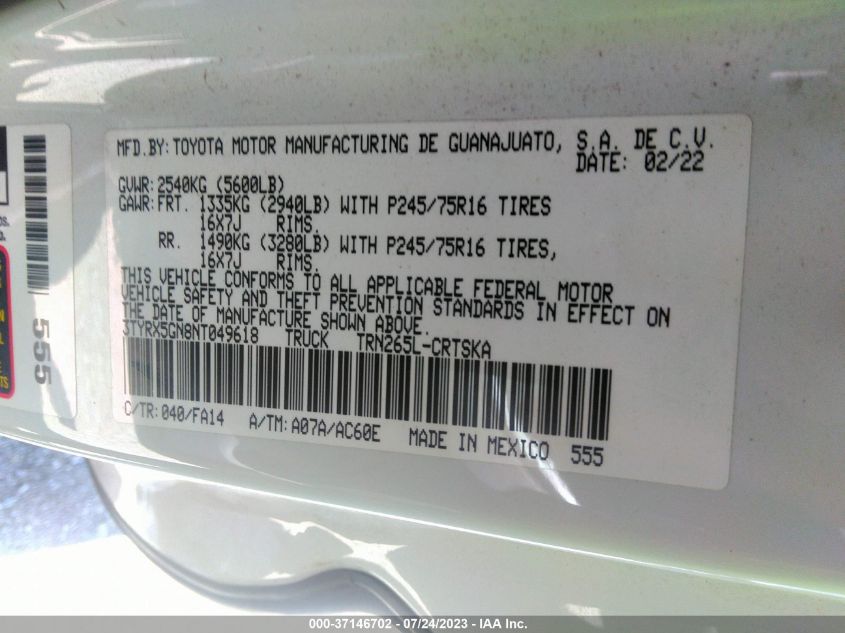 MFD.BY:TOYOTA MOTOR MANUFACTURING DE GUANAJUATO, S.A. DE C.V.
DATE: 02/22
GVWR:2540KG (5600LB)
GAWR:FRT. 1335KG (2940LB) WITH P245/75R16 TIRES
16X7J RIMS.
RR. 1490KG (3280LB) WITH P245/75R16 TIRES,
16X7J RIMS.
THIS VEHICLE CONFORMS TO ALL APPLICABLE FEDERAL MOTOR
VEHICLE SAFETY AND THEFT PREVENTION STANDARDS IN EFFECT ON
THE DATE OF MANUFACTURE SHOWN ABOVE.
3TYRX5GN8NT049618 TRUCK TRN265L-CRTSKA
C/TR:040/FA14 A/TM:A07A/AC60E MADE IN MEXICO 555
555
000-37146702 - 07/24/2023 - IAA Inc.